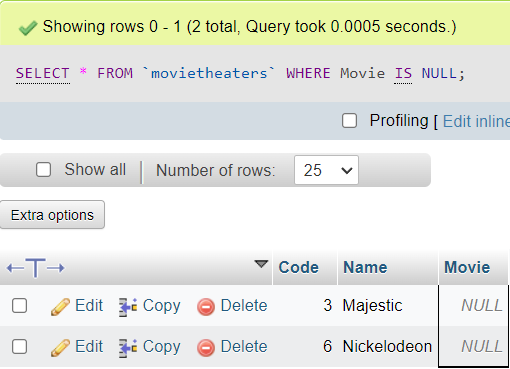 Showing rows 0 - 1 (2 total, Query took 0.0005 seconds.)
SELECT * FROM `movietheaters` WHERE Movie IS NULL;
Profiling [ Edit inline
Show all Number of rows: 25
Extra options
←T→ Code Name Movie
Edit Copy Delete 3 Majestic NULL
Edit Copy Delete 6 Nickelodeon NULL